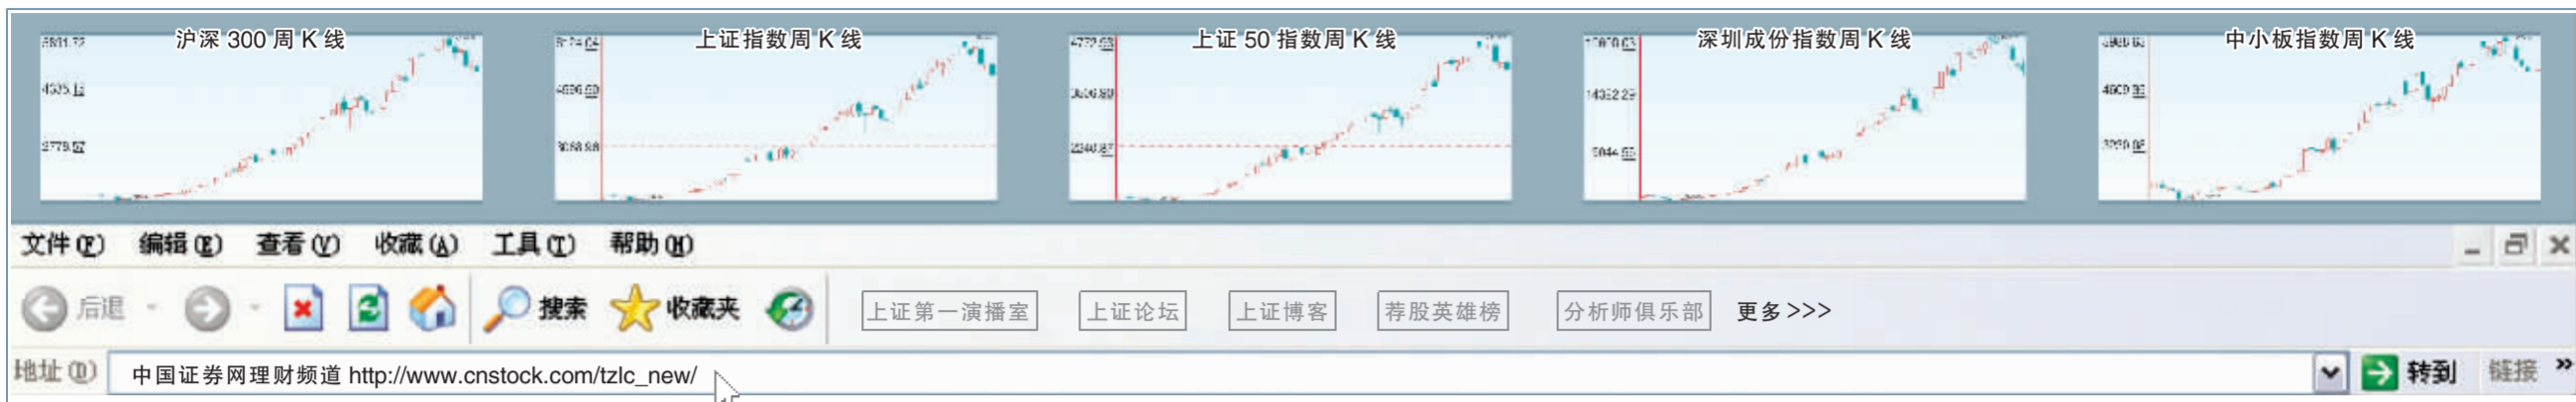 沪深 300 周 K 线
上证指数周 K 线
上证 50 指数周 K 线
深圳成份指数周 K 线
中小板指数周 K 线
文件(F) 编辑(E) 查看(V) 收藏(A) 工具(T) 帮助(H)
后退 搜索 收藏夹 上证第一演播室 上证论坛 上证博客 荐股英雄榜 分析师俱乐部 更多>>>
地址(D) 中国证券网理财频道 http://www.cnstock.com/tzlc_new/ 转到 链接 »